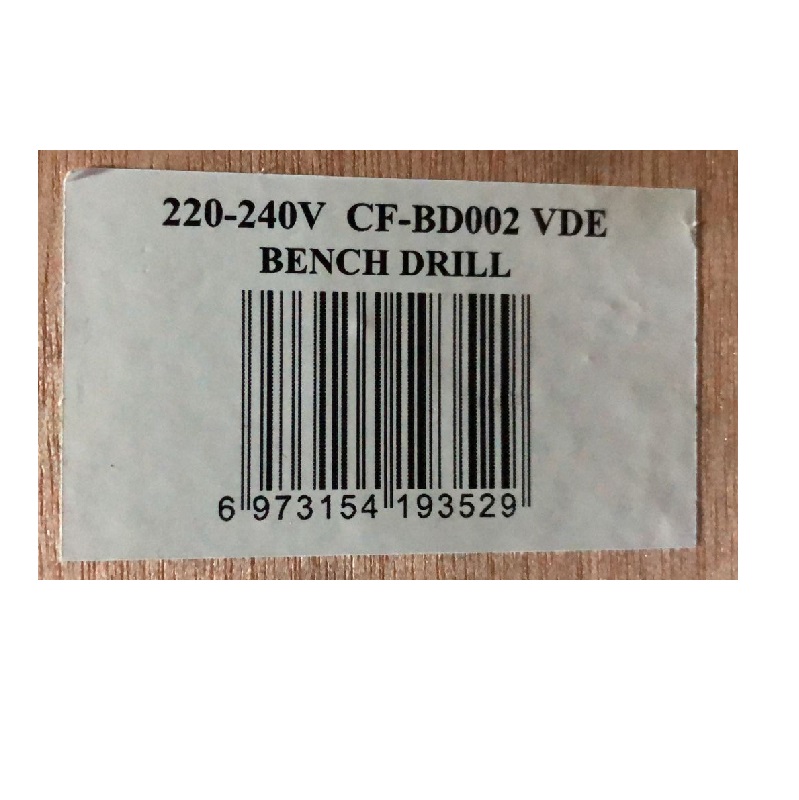 220-240V CF-BD002 VDE
BENCH DRILL
6 973154 193529